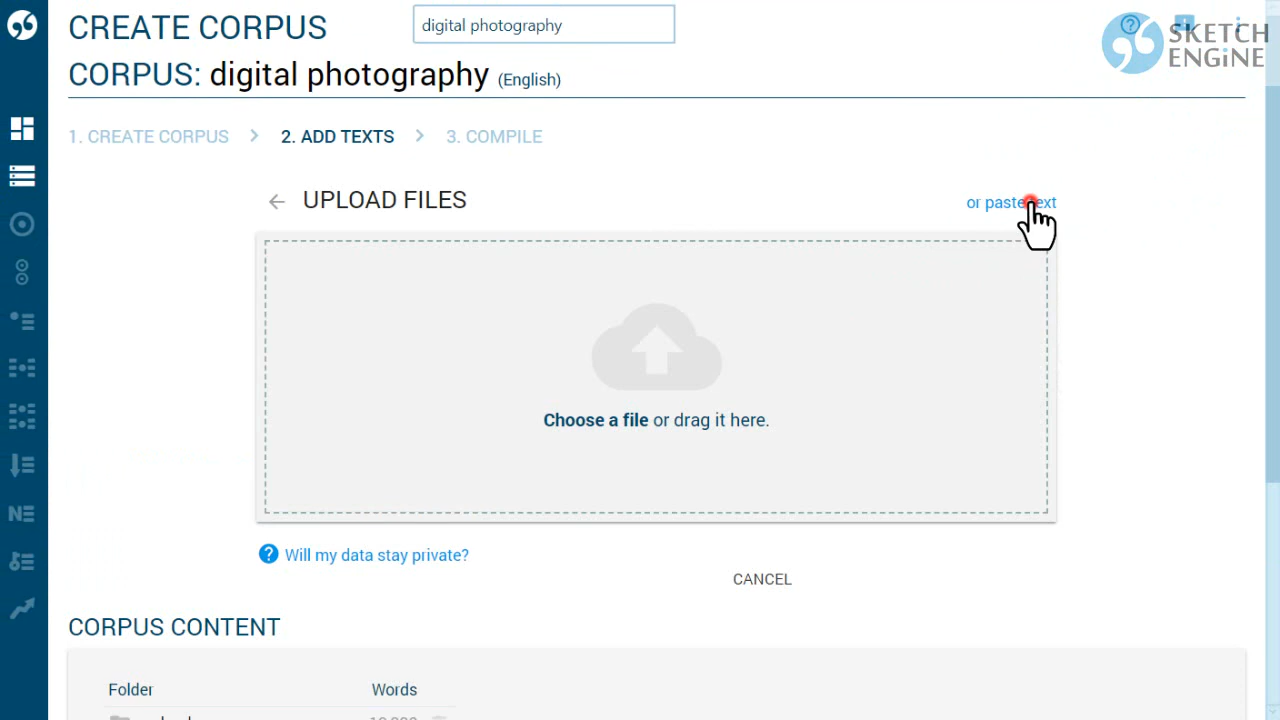 CREATE CORPUS
digital photography
SKETCH
ENGINE
CORPUS: digital photography (English)
1. CREATE CORPUS > 2. ADD TEXTS > 3. COMPILE
UPLOAD FILES
or paste text
Choose a file or drag it here.
? Will my data stay private?
CANCEL
CORPUS CONTENT
Folder Words